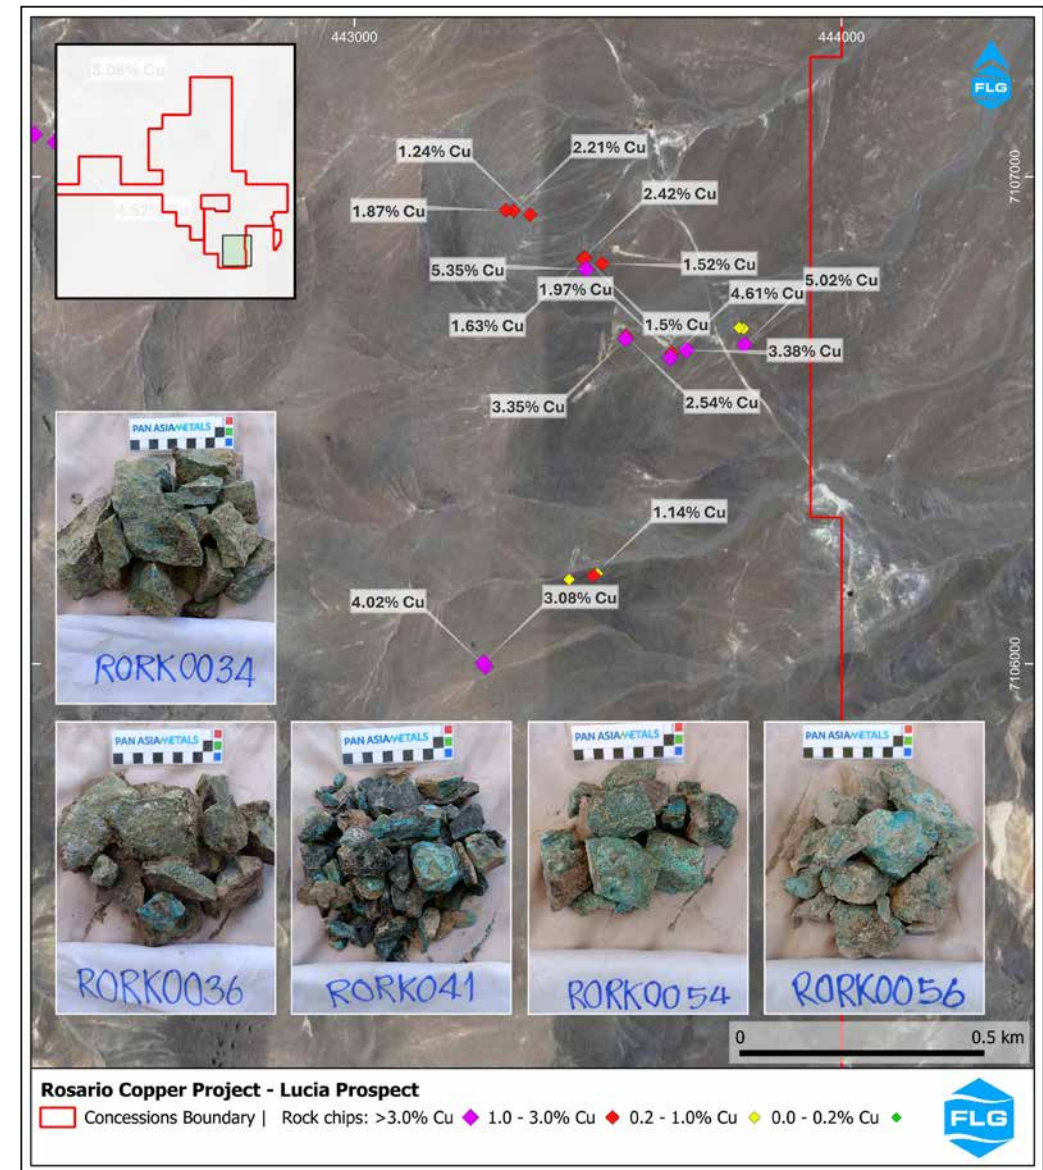 443000
444000
FLG
8.06% Cu
1.24% Cu
2.21% Cu
7107000
2.42% Cu
1.87% Cu
5.35% Cu
1.52% Cu
1.97% Cu
5.02% Cu
4.61% Cu
1.63% Cu
1.5% Cu
3.38% Cu
3.35% Cu
2.54% Cu
PAN ASIA METALS
1.14% Cu
4.02% Cu
3.08% Cu
RORK0034
7106000
PAN ASIA METALS
PAN ASIA METALS
PAN ASIA METALS
PAN ASIA METALS
RORK0036
RORK041
RORK0054
RORK0056
0 0.5 km
Rosario Copper Project - Lucia Prospect
Concessions Boundary | Rock chips: >3.0% Cu 1.0 - 3.0% Cu 0.2 - 1.0% Cu 0.0 - 0.2% Cu
FLG